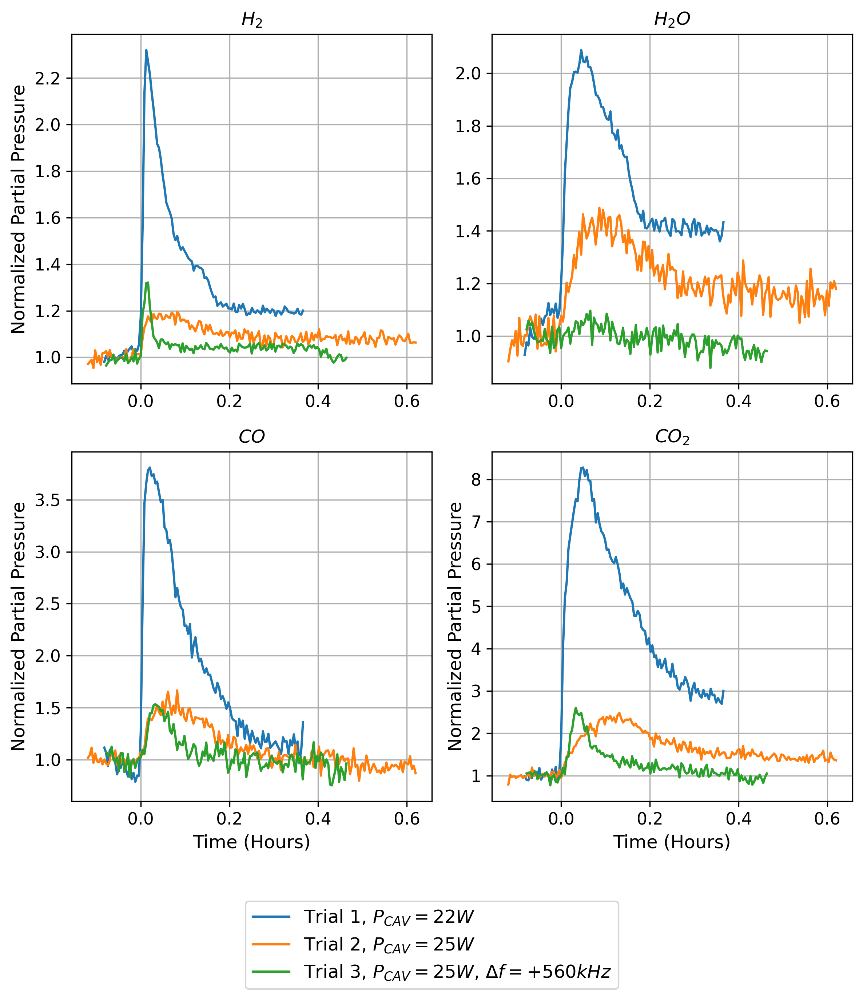 H₂
H₂O
Normalized Partial Pressure
2.2
2.0
1.8
1.6
1.4
1.2
1.0
0.0 0.2 0.4 0.6
2.0
1.8
1.6
1.4
1.2
1.0
0.0 0.2 0.4 0.6
CO
CO₂
Normalized Partial Pressure
3.5
3.0
2.5
2.0
1.5
1.0
0.0 0.2 0.4 0.6
Time (Hours)
Normalized Partial Pressure
8
7
6
5
4
3
2
1
0.0 0.2 0.4 0.6
Time (Hours)
Trial 1, P_CAV = 22W
Trial 2, P_CAV = 25W
Trial 3, P_CAV = 25W, Δf = +560kHz